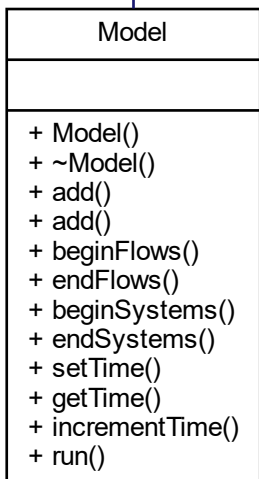 Model
+ Model()
+ ~Model()
+ add()
+ add()
+ beginFlows()
+ endFlows()
+ beginSystems()
+ endSystems()
+ setTime()
+ getTime()
+ incrementTime()
+ run()